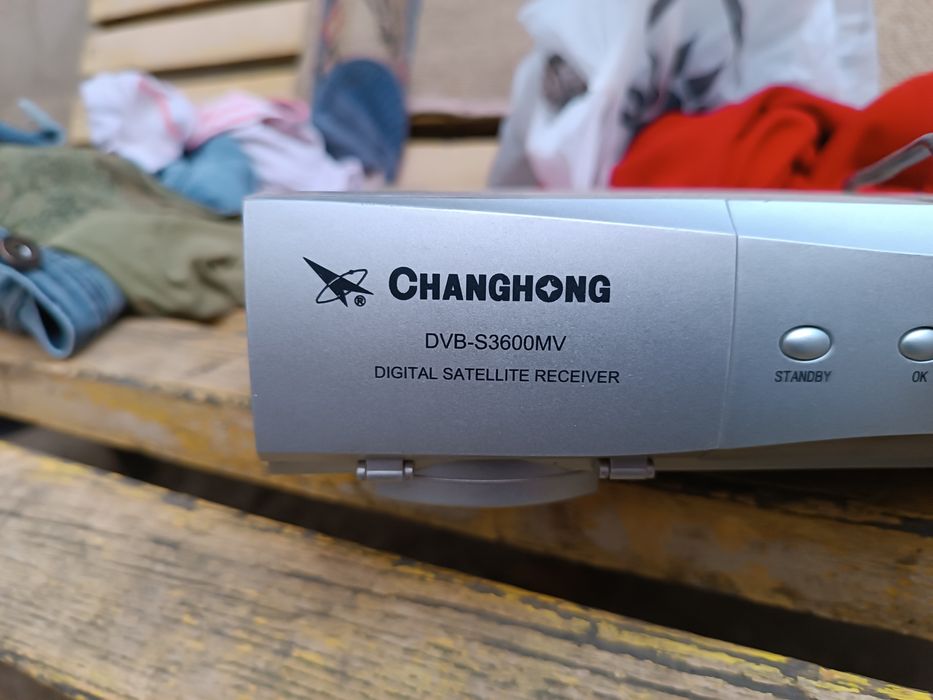 ® CHANGHONG
DVB-S3600MV
DIGITAL SATELLITE RECEIVER
STANDBY
OK